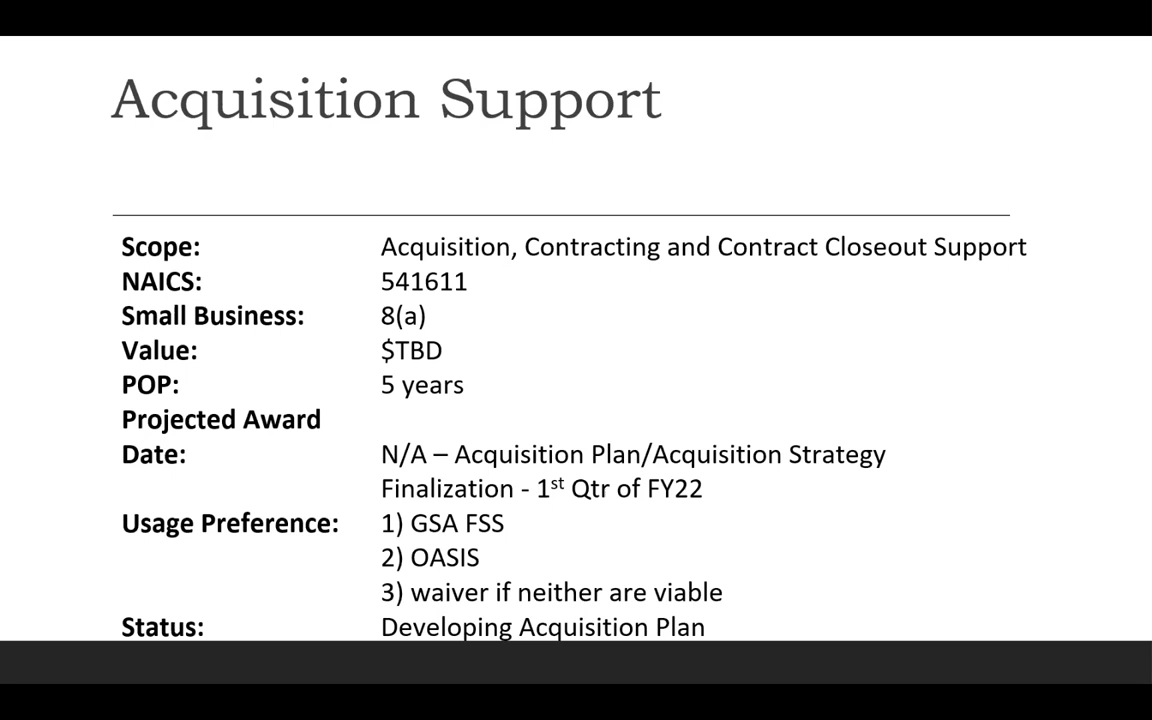 Acquisition Support
Scope: Acquisition, Contracting and Contract Closeout Support
NAICS: 541611
Small Business: 8(a)
Value: $TBD
POP: 5 years
Projected Award
Date: N/A – Acquisition Plan/Acquisition Strategy
Finalization - 1st Qtr of FY22
Usage Preference: 1) GSA FSS
2) OASIS
3) waiver if neither are viable
Status: Developing Acquisition Plan